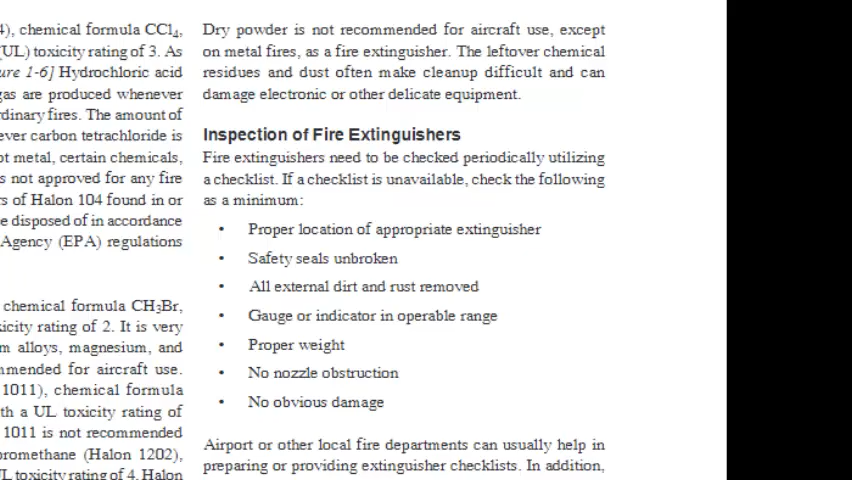 4), chemical formula CCl4,
(UL) toxicity rating of 3. As
ure 1-6] Hydrochloric acid
gas are produced whenever
rdinary fires. The amount of
ever carbon tetrachloride is
pt metal, certain chemicals,
s not approved for any fire
rs of Halon 104 found in or
e disposed of in accordance
Agency (EPA) regulations
chemical formula CH3Br,
xicity rating of 2. It is very
m alloys, magnesium, and
mmended for aircraft use.
1011), chemical formula
th a UL toxicity rating of
1011 is not recommended
promethane (Halon 1202),
UL toxicity rating of 4. Halon
Dry powder is not recommended for aircraft use, except
on metal fires, as a fire extinguisher. The leftover chemical
residues and dust often make cleanup difficult and can
damage electronic or other delicate equipment.
Inspection of Fire Extinguishers
Fire extinguishers need to be checked periodically utilizing
a checklist. If a checklist is unavailable, check the following
as a minimum:
• Proper location of appropriate extinguisher
• Safety seals unbroken
• All external dirt and rust removed
• Gauge or indicator in operable range
• Proper weight
• No nozzle obstruction
• No obvious damage
Airport or other local fire departments can usually help in
preparing or providing extinguisher checklists. In addition,